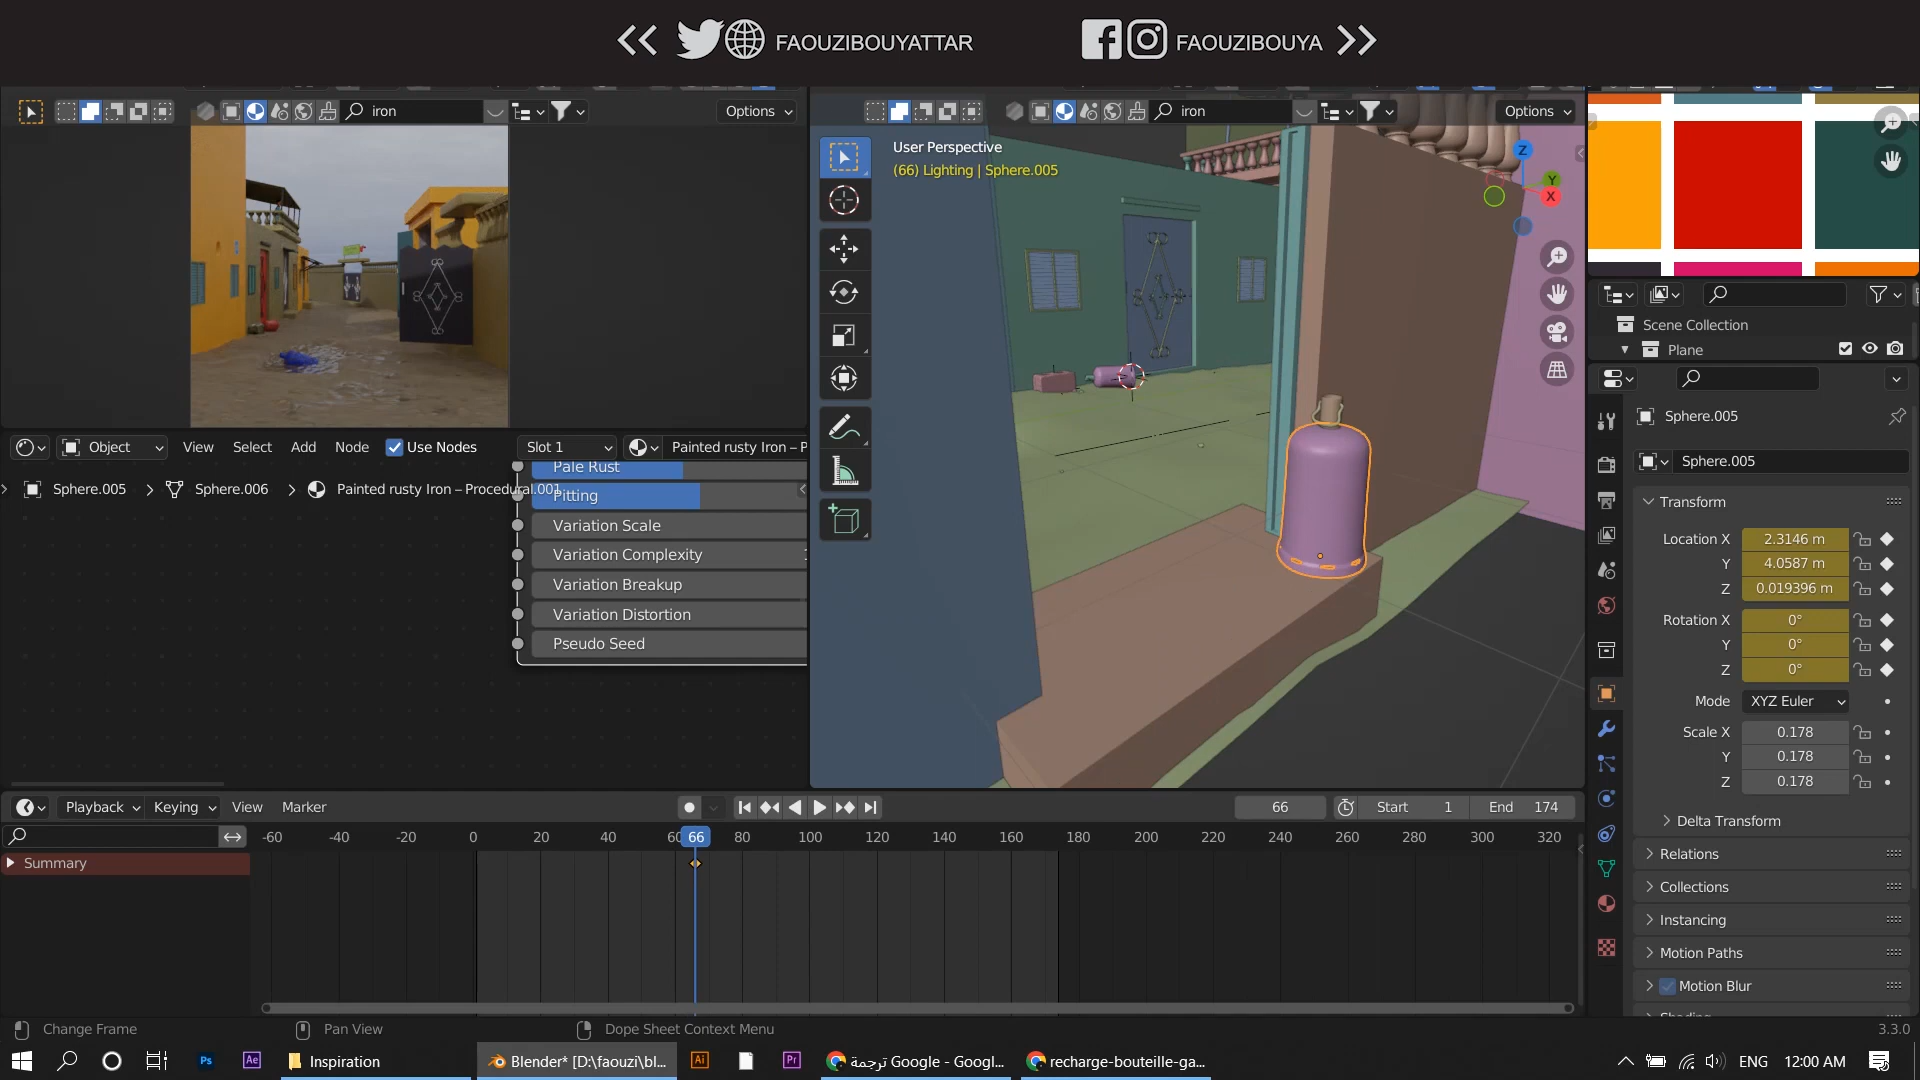 FAOUZIBOUYATTAR
FAOUZIBOUYA
iron
Options
iron
Options
User Perspective
(66) Lighting | Sphere.005
Z
Y
X
Scene Collection
Plane
Object
View
Select
Add
Node
Use Nodes
Slot 1
Painted rusty Iron – P
Sphere.005
Sphere.006
Painted rusty Iron – Procedural.001
Pale Rust
Pitting
Variation Scale
Variation Complexity
Variation Breakup
Variation Distortion
Pseudo Seed
Sphere.005
Sphere.005
Transform
Location X 2.3146 m
Y 4.0587 m
Z 0.019396 m
Rotation X 0°
Y 0°
Z 0°
Mode XYZ Euler
Scale X 0.178
Y 0.178
Z 0.178
Delta Transform
Relations
Collections
Instancing
Motion Paths
Motion Blur
Playback
Keying
View
Marker
66
Start 1
End 174
-60 -40 -20 0 20 40 60 66 80 100 120 140 160 180 200 220 240 260 280 300 320
Summary
Change Frame
Pan View
Dope Sheet Context Menu
3.3.0
Ps
Ae
Inspiration
Blender* [D:\faouzi\bl...
Ai
Pr
ترجمة Google - Googl...
recharge-bouteille-ga...
ENG
12:00 AM